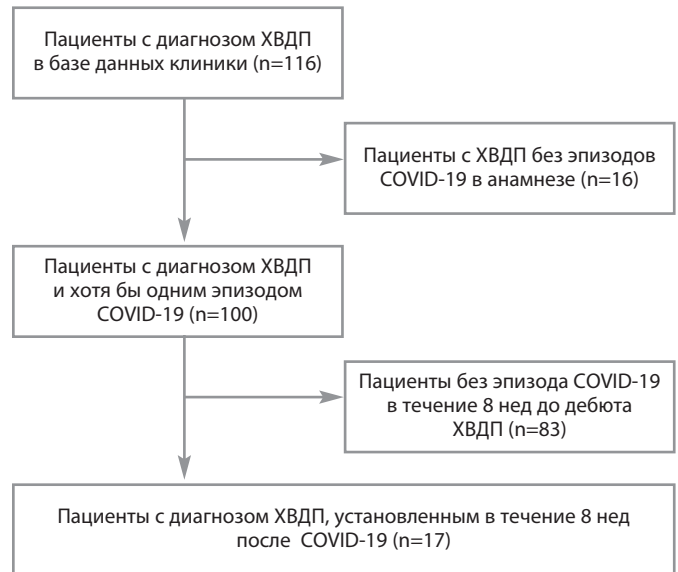 Пациенты с диагнозом ХВДП
в базе данных клиники (n=116)
Пациенты с ХВДП без эпизодов
COVID-19 в анамнезе (n=16)
Пациенты с диагнозом ХВДП
и хотя бы одним эпизодом
COVID-19 (n=100)
Пациенты без эпизода COVID-19
в течение 8 нед до дебюта
ХВДП (n=83)
Пациенты с диагнозом ХВДП, установленным в течение 8 нед
после COVID-19 (n=17)